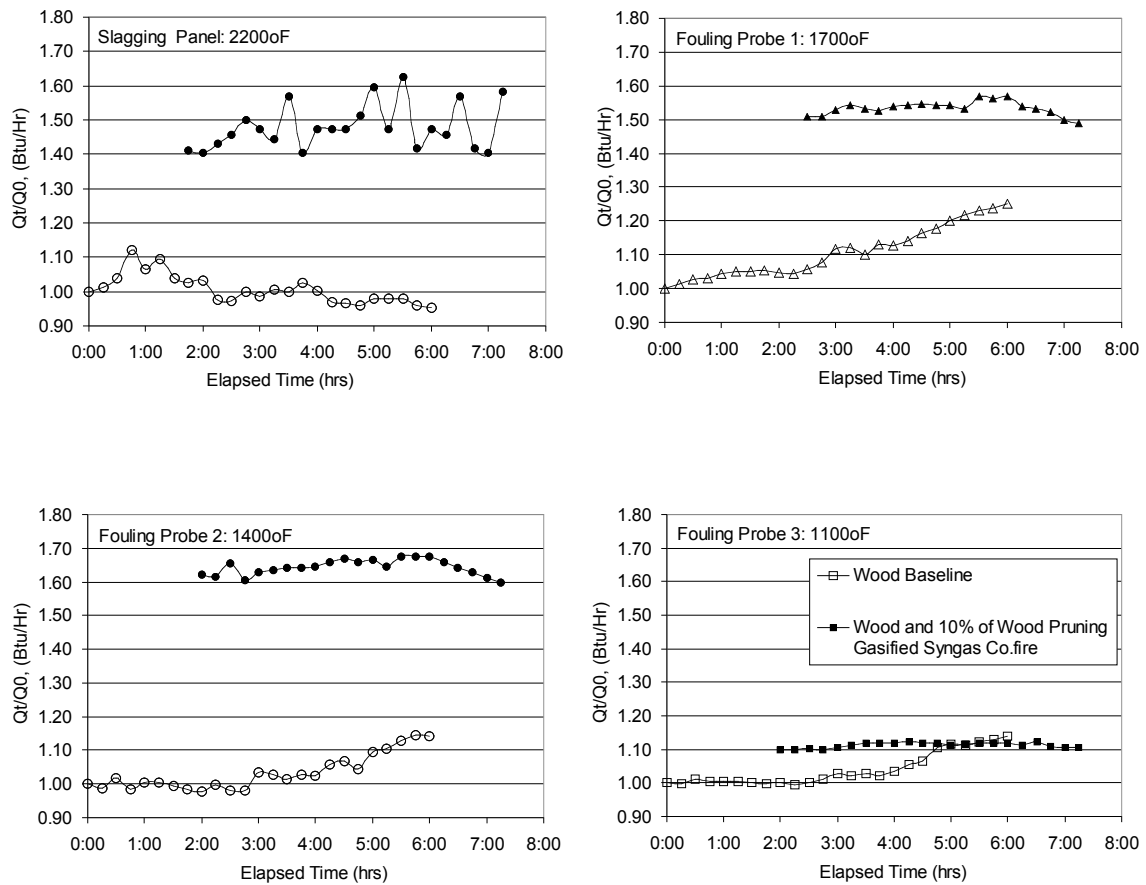 Slagging Panel: 2200oF
Qt/Q0, (Btu/Hr)
1.80
1.70
1.60
1.50
1.40
1.30
1.20
1.10
1.00
0.90
0:00 1:00 2:00 3:00 4:00 5:00 6:00 7:00 8:00
Elapsed Time (hrs)
Fouling Probe 1: 1700oF
Qt/Q0, (Btu/Hr)
1.80
1.70
1.60
1.50
1.40
1.30
1.20
1.10
1.00
0.90
0:00 1:00 2:00 3:00 4:00 5:00 6:00 7:00 8:00
Elapsed Time (hrs)
Fouling Probe 2: 1400oF
Qt/Q0, (Btu/Hr)
1.80
1.70
1.60
1.50
1.40
1.30
1.20
1.10
1.00
0.90
0:00 1:00 2:00 3:00 4:00 5:00 6:00 7:00 8:00
Elapsed Time (hrs)
Fouling Probe 3: 1100oF
Qt/Q0, (Btu/Hr)
1.80
1.70
1.60
1.50
1.40
1.30
1.20
1.10
1.00
0.90
Wood Baseline
Wood and 10% of Wood Pruning
Gasified Syngas Co.fire
0:00 1:00 2:00 3:00 4:00 5:00 6:00 7:00 8:00
Elapsed Time (hrs)